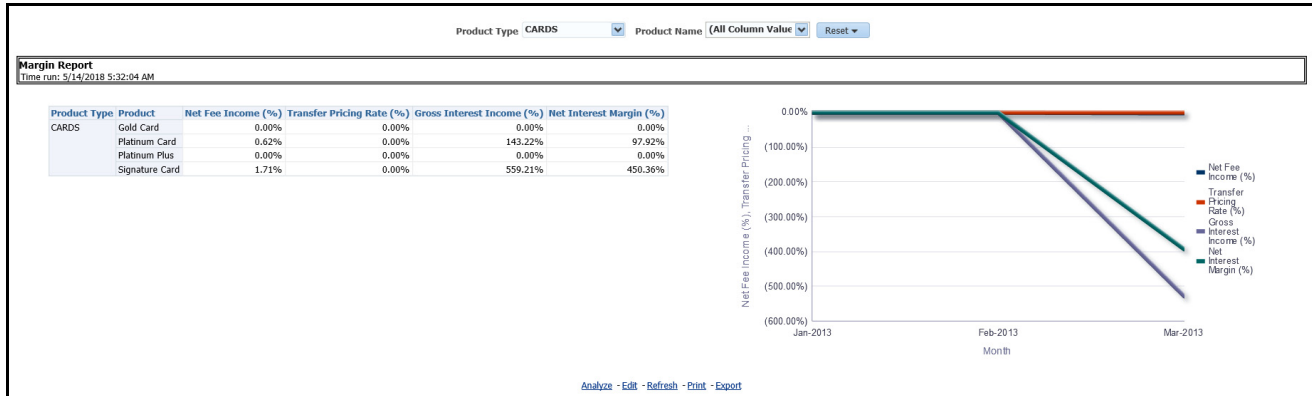 Product Type CARDS Product Name (All Column Value Reset
Margin Report
Time run: 5/14/2018 5:32:04 AM
Product Type Product Net Fee Income (%) Transfer Pricing Rate (%) Gross Interest Income (%) Net Interest Margin (%)
CARDS Gold Card 0.00% 0.00% 0.00% 0.00%
Platinum Card 0.62% 0.00% 143.22% 97.92%
Platinum Plus 0.00% 0.00% 0.00% 0.00%
Signature Card 1.71% 0.00% 559.21% 450.36%
Net Fee Income (%), Transfer Pricing ...
0.00%
(100.00%)
(200.00%)
(300.00%)
(400.00%)
(500.00%)
(600.00%)
Jan-2013 Feb-2013 Mar-2013
Month
Net Fee
Income (%)
Transfer
Pricing
Rate (%)
Gross
Interest
Income (%)
Net
Interest
Margin (%)
Analyze - Edit - Refresh - Print - Export